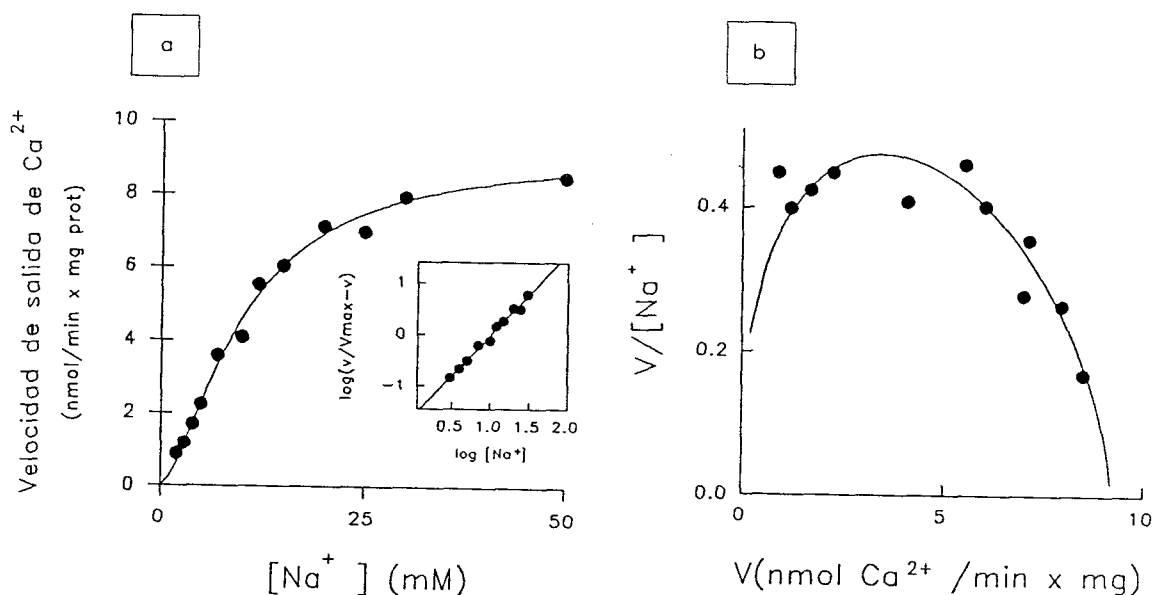 a
Velocidad de salida de Ca²⁺
(nmol/min x mg prot)
10
8
6
4
2
0
0
25
50
[Na⁺] (mM)
log(v/Vmax-v)
1
0
-1
0.5
1.0
1.5
2.0
log [Na⁺]
b
V/[Na⁺]
0.4
0.2
0.0
0
5
10
V(nmol Ca²⁺ /min x mg)